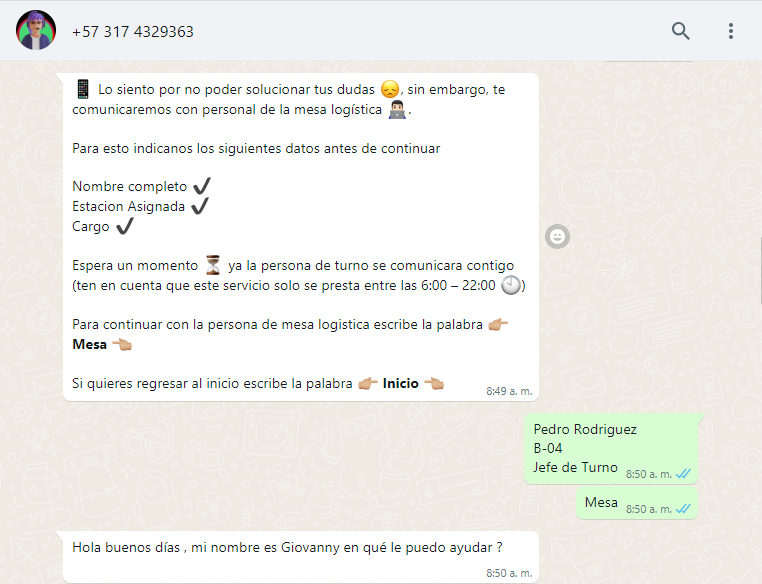 +57 317 4329363
📱 Lo siento por no poder solucionar tus dudas 😞, sin embargo, te
comunicaremos con personal de la mesa logística 👨🏻‍💻.
Para esto indicanos los siguientes datos antes de continuar
Nombre completo ✔
Estacion Asignada ✔
Cargo ✔
Espera un momento ⏳ ya la persona de turno se comunicara contigo
(ten en cuenta que este servicio solo se presta entre las 6:00 – 22:00 🕙)
Para continuar con la persona de mesa logistica escribe la palabra 👉🏼
Mesa 👈🏼
Si quieres regresar al inicio escribe la palabra 👉🏼 Inicio 👈🏼
8:49 a. m.
Pedro Rodriguez
B-04
Jefe de Turno 8:50 a. m.
Mesa 8:50 a. m.
Hola buenos días , mi nombre es Giovanny en qué le puedo ayudar ?
8:50 a. m.